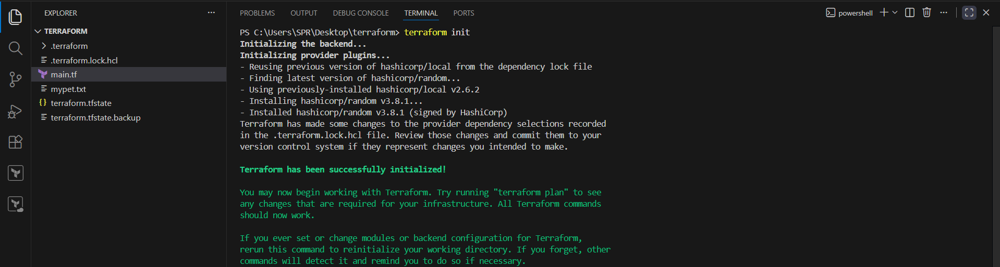 EXPLORER
···
TERRAFORM
.terraform
.terraform.lock.hcl
main.tf
mypet.txt
{} terraform.tfstate
terraform.tfstate.backup
PROBLEMS OUTPUT DEBUG CONSOLE TERMINAL PORTS
powershell
PS C:\Users\SPR\Desktop\terraform> terraform init
Initializing the backend...
Initializing provider plugins...
- Reusing previous version of hashicorp/local from the dependency lock file
- Finding latest version of hashicorp/random...
- Using previously-installed hashicorp/local v2.6.2
- Installing hashicorp/random v3.8.1...
- Installed hashicorp/random v3.8.1 (signed by HashiCorp)
Terraform has made some changes to the provider dependency selections recorded
in the .terraform.lock.hcl file. Review those changes and commit them to your
version control system if they represent changes you intended to make.
Terraform has been successfully initialized!
You may now begin working with Terraform. Try running "terraform plan" to see
any changes that are required for your infrastructure. All Terraform commands
should now work.
If you ever set or change modules or backend configuration for Terraform,
rerun this command to reinitialize your working directory. If you forget, other
commands will detect it and remind you to do so if necessary.